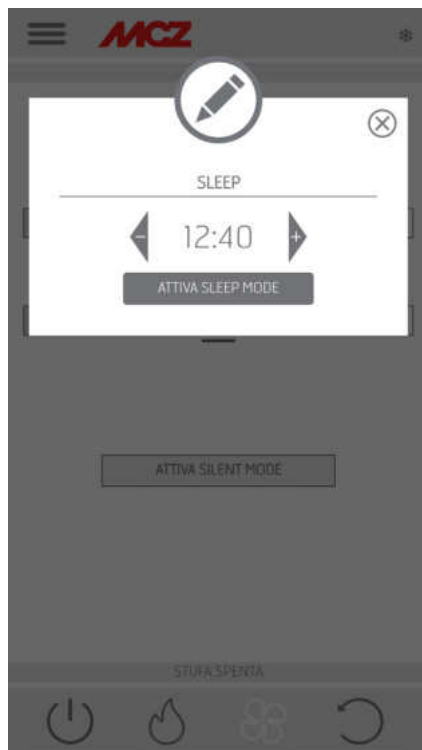 MCZ
SLEEP
- 12:40 +
ATTIVA SLEEP MODE
ATTIVA SILENT MODE
STUFA SPENTA